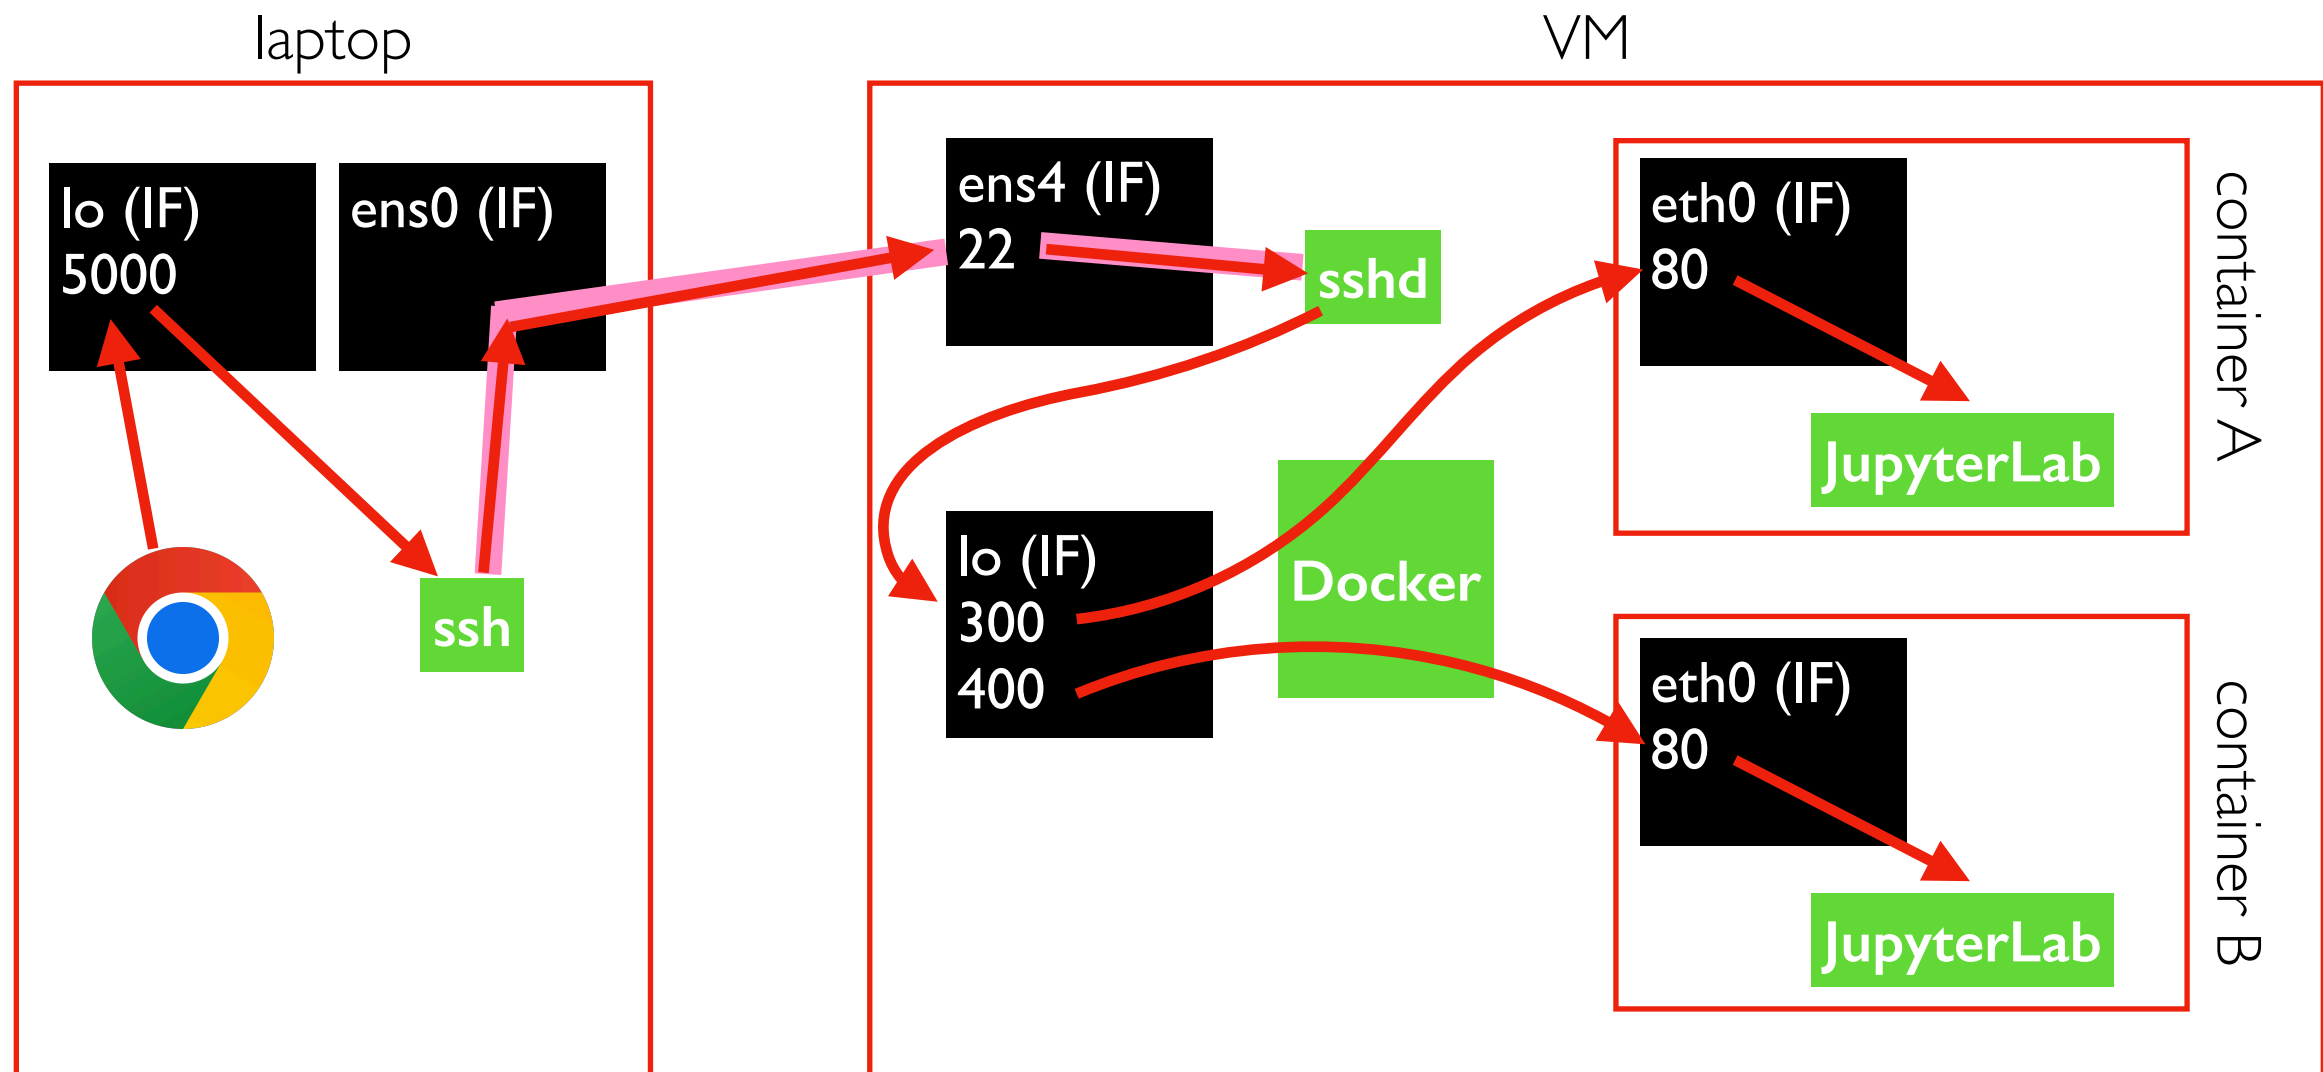 laptop
VM
lo (IF)
5000
ens0 (IF)
ssh
ens4 (IF)
22
sshd
lo (IF)
300
400
Docker
eth0 (IF)
80
JupyterLab
container A
eth0 (IF)
80
JupyterLab
container B